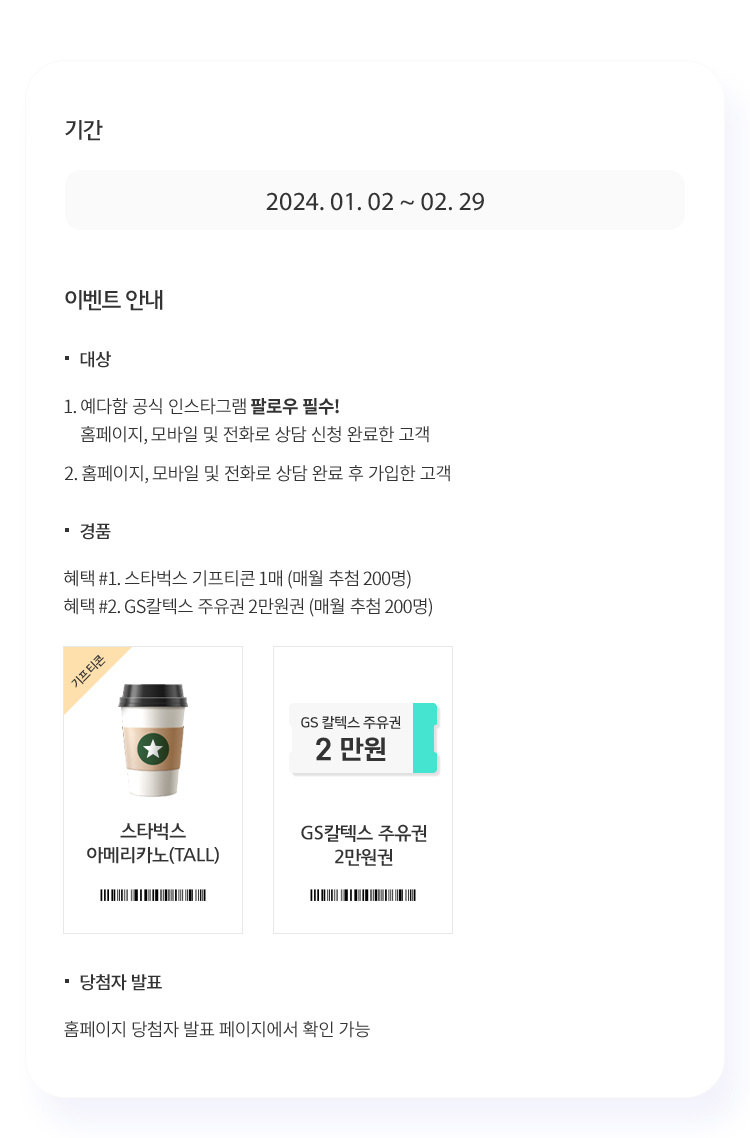 기간
2024. 01. 02 ~ 02. 29
이벤트 안내
대상
1. 예다함 공식 인스타그램 팔로우 필수!
홈페이지, 모바일 및 전화로 상담 신청 완료한 고객
2. 홈페이지, 모바일 및 전화로 상담 완료 후 가입한 고객
경품
혜택 #1. 스타벅스 기프티콘 1매 (매월 추첨 200명)
혜택 #2. GS칼텍스 주유권 2만원권 (매월 추첨 200명)
기프티콘
스타벅스
아메리카노(TALL)
GS 칼텍스 주유권
2 만원
GS칼텍스 주유권
2만원권
당첨자 발표
홈페이지 당첨자 발표 페이지에서 확인 가능